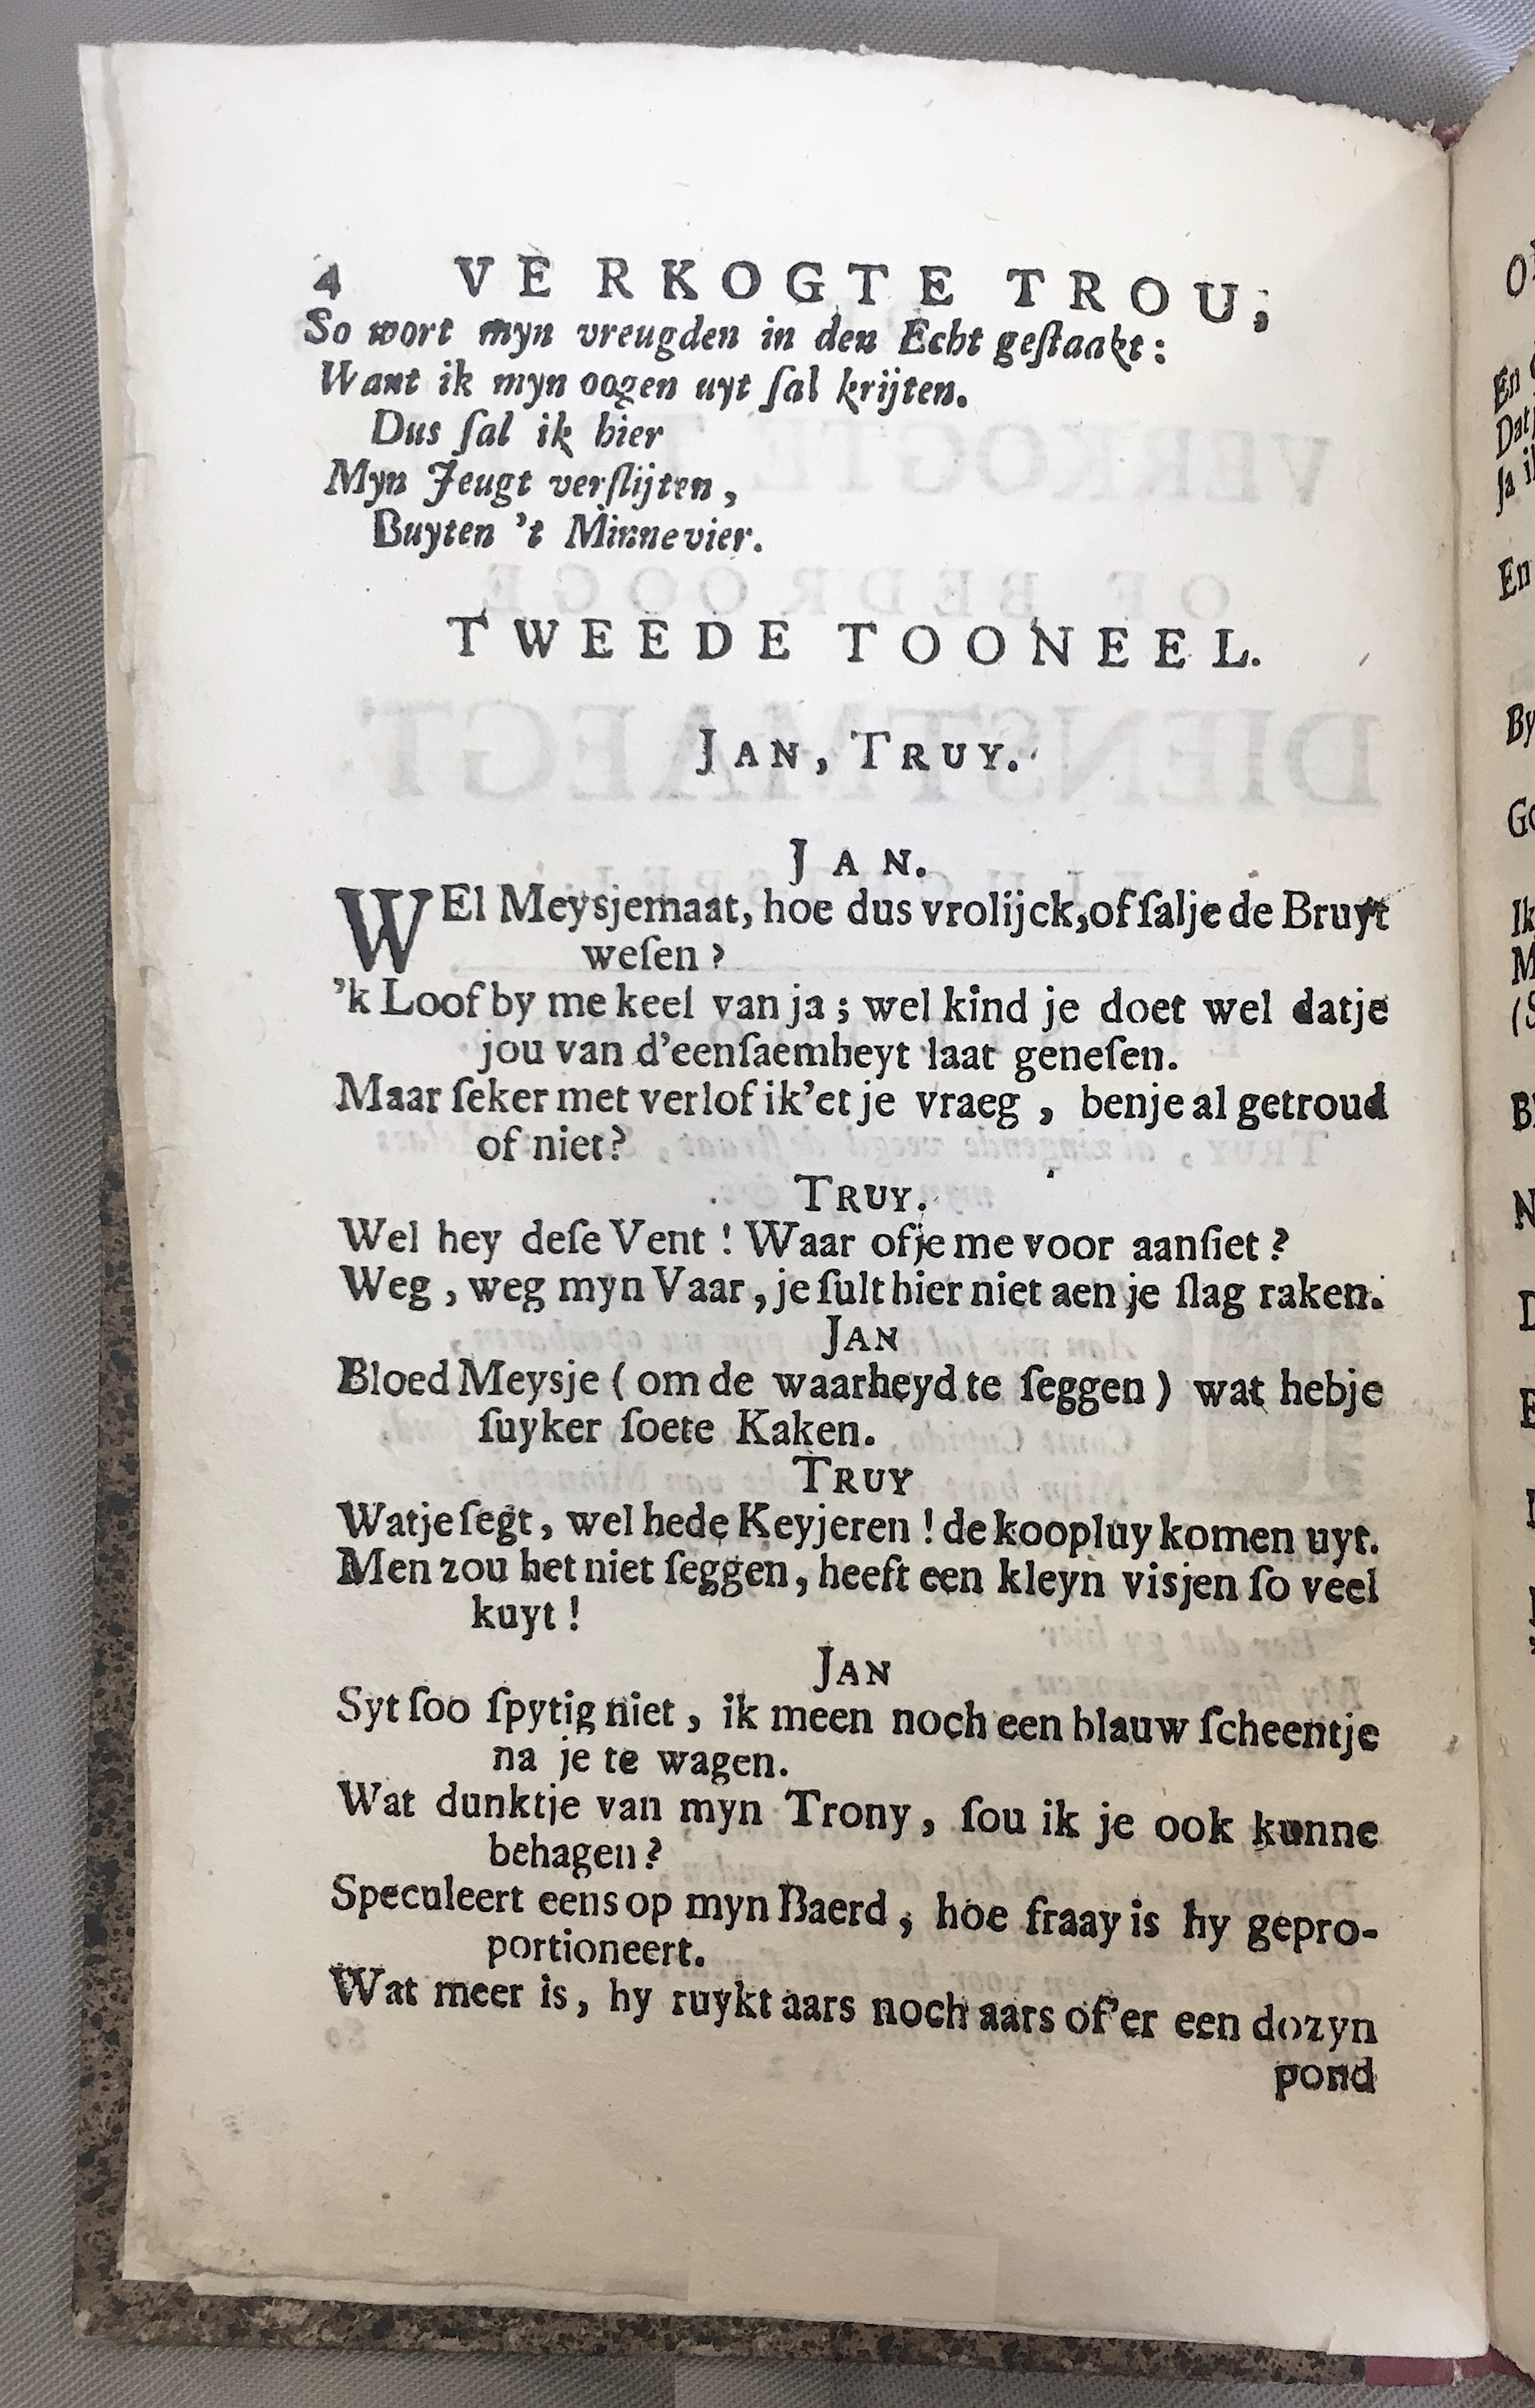 4 VERKOGTE TROU,
So wort myn vreugden in den Echt geſtaakt:
Want ik myn oogen uyt ſal krijten.
Dus ſal ik hier
Myn Jeugt verſlijten,
Buyten 't Minnevier.
TWEEDE TOONEEL.
JAN, TRUY.
JAN.
WEl Meysjemaat, hoe dus vrolijck, of ſalje de Bruyt
weſen?
'k Loof by me keel van ja; wel kind je doet wel datje
jou van d'eenſaemheyt laat geneſen.
Maar ſeker met verlof ik'et je vraeg, benje al getroud
of niet?
TRUY.
Wel hey deſe Vent! Waar ofje me voor aanſiet?
Weg, weg myn Vaar, je ſult hier niet aen je ſlag raken.
JAN
Bloed Meysje (om de waarheyd te ſeggen) wat hebje
ſuyker ſoete Kaken.
TRUY
Watje ſegt, wel hede Keyjeren! de koopluy komen uyt.
Men zou het niet ſeggen, heeft een kleyn visjen ſo veel
kuyt!
JAN
Syt ſoo ſpytig niet, ik meen noch een blauw ſcheentje
na je te wagen.
Wat dunktje van myn Trony, ſou ik je ook kunne
behagen?
Speculeert eens op myn Baerd, hoe fraay is hy gepro-
portioneert.
Wat meer is, hy ruykt aars noch aars of'er een dozyn
pond